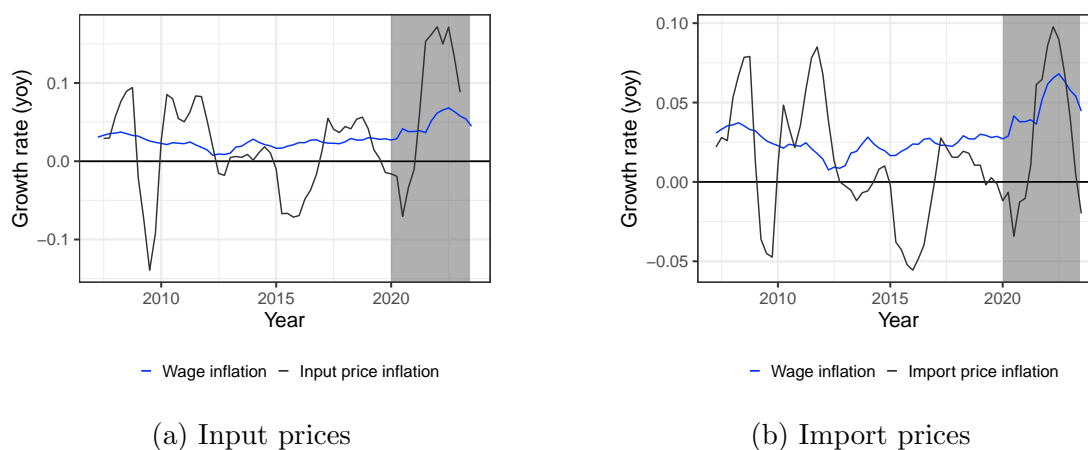 Growth rate (yoy)
0.1
0.0
−0.1
2010 2015 2020
Year
Wage inflation Input price inflation
(a) Input prices
Growth rate (yoy)
0.10
0.05
0.00
−0.05
2010 2015 2020
Year
Wage inflation Import price inflation
(b) Import prices